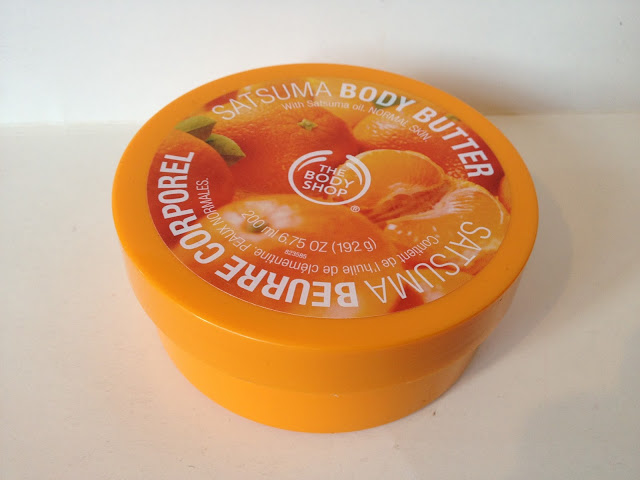 SATSUMA BODY BUTTER
With Satsuma oil. NORMAL SKIN.
THE
BODY
SHOP
®
200 ml 6.75 OZ (192 g)
823585
Contient de l'huile de clémentine. PEAUX NORMALES.
SATSUMA BEURRE CORPOREL